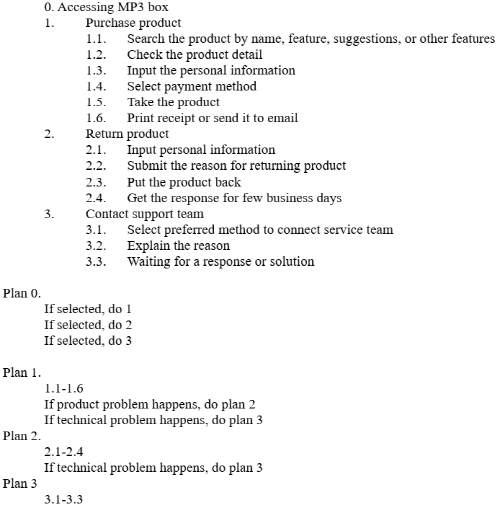 0. Accessing MP3 box
1. Purchase product
1.1. Search the product by name, feature, suggestions, or other features
1.2. Check the product detail
1.3. Input the personal information
1.4. Select payment method
1.5. Take the product
1.6. Print receipt or send it to email
2. Return product
2.1. Input personal information
2.2. Submit the reason for returning product
2.3. Put the product back
2.4. Get the response for few business days
3. Contact support team
3.1. Select preferred method to connect service team
3.2. Explain the reason
3.3. Waiting for a response or solution
Plan 0.
If selected, do 1
If selected, do 2
If selected, do 3
Plan 1.
1.1-1.6
If product problem happens, do plan 2
If technical problem happens, do plan 3
Plan 2.
2.1-2.4
If technical problem happens, do plan 3
Plan 3
3.1-3.3